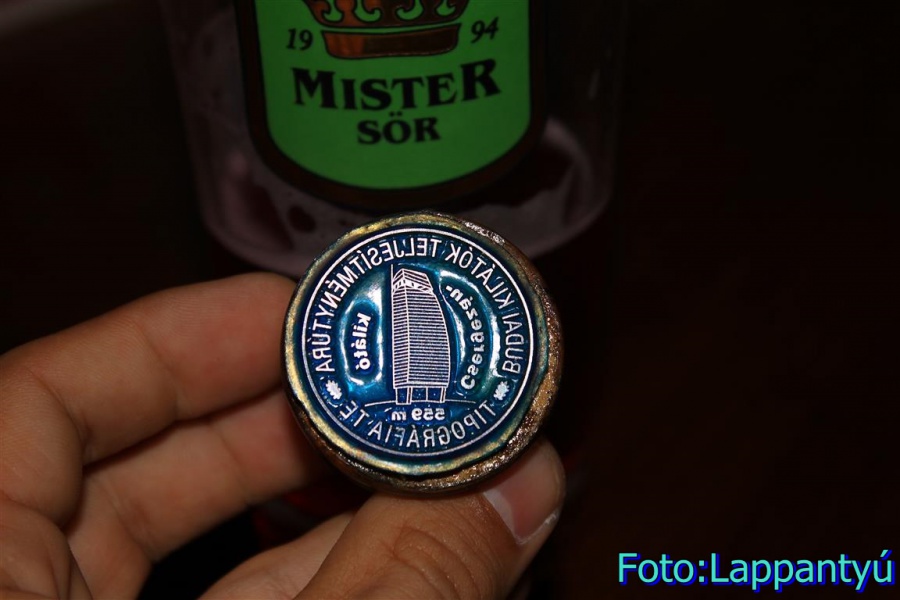 19 94
MISTER
SÖR
BUDAI KILÁTÓK TELJESÍTMÉNYTÚRA
Csergezán-
kilátó
559 m
TIPOGRÁFIA TE
Foto:Lappantyú